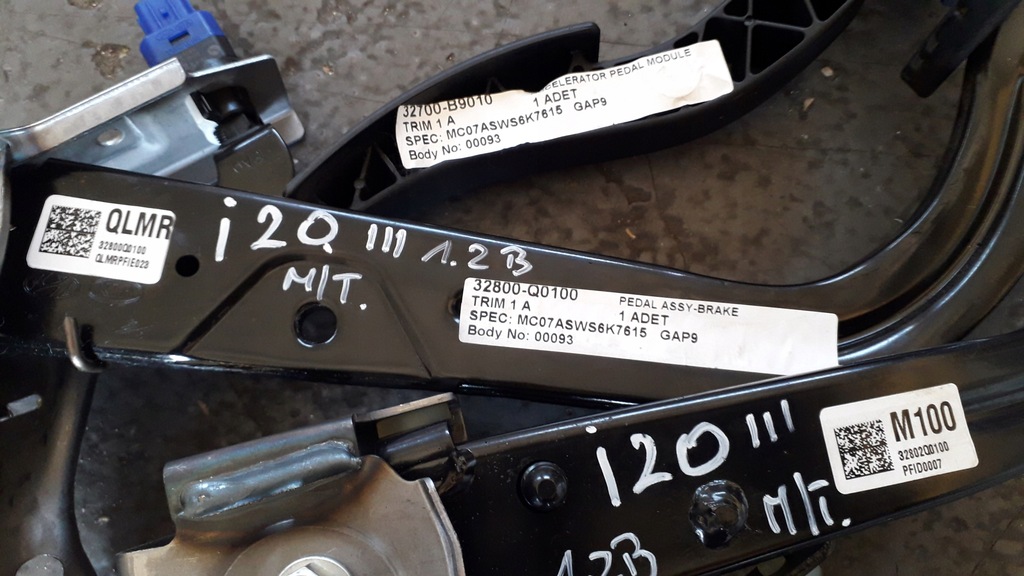 32700-B9010
ELERATOR PEDAL MODULE
TRIM 1 A
1 ADET
SPEC: MC07ASWS6K7615 GAP9
Body No: 00093
QLMR
32800Q0100
QLMRPFIE023
i20 III 1.2B
M/T.
32800-Q0100
PEDAL ASSY-BRAKE
TRIM 1 A
1 ADET
SPEC: MC07ASWS6K7615 GAP9
Body No: 00093
i20 III
M/T.
1.2B
M100
32802Q0100
PFID0007